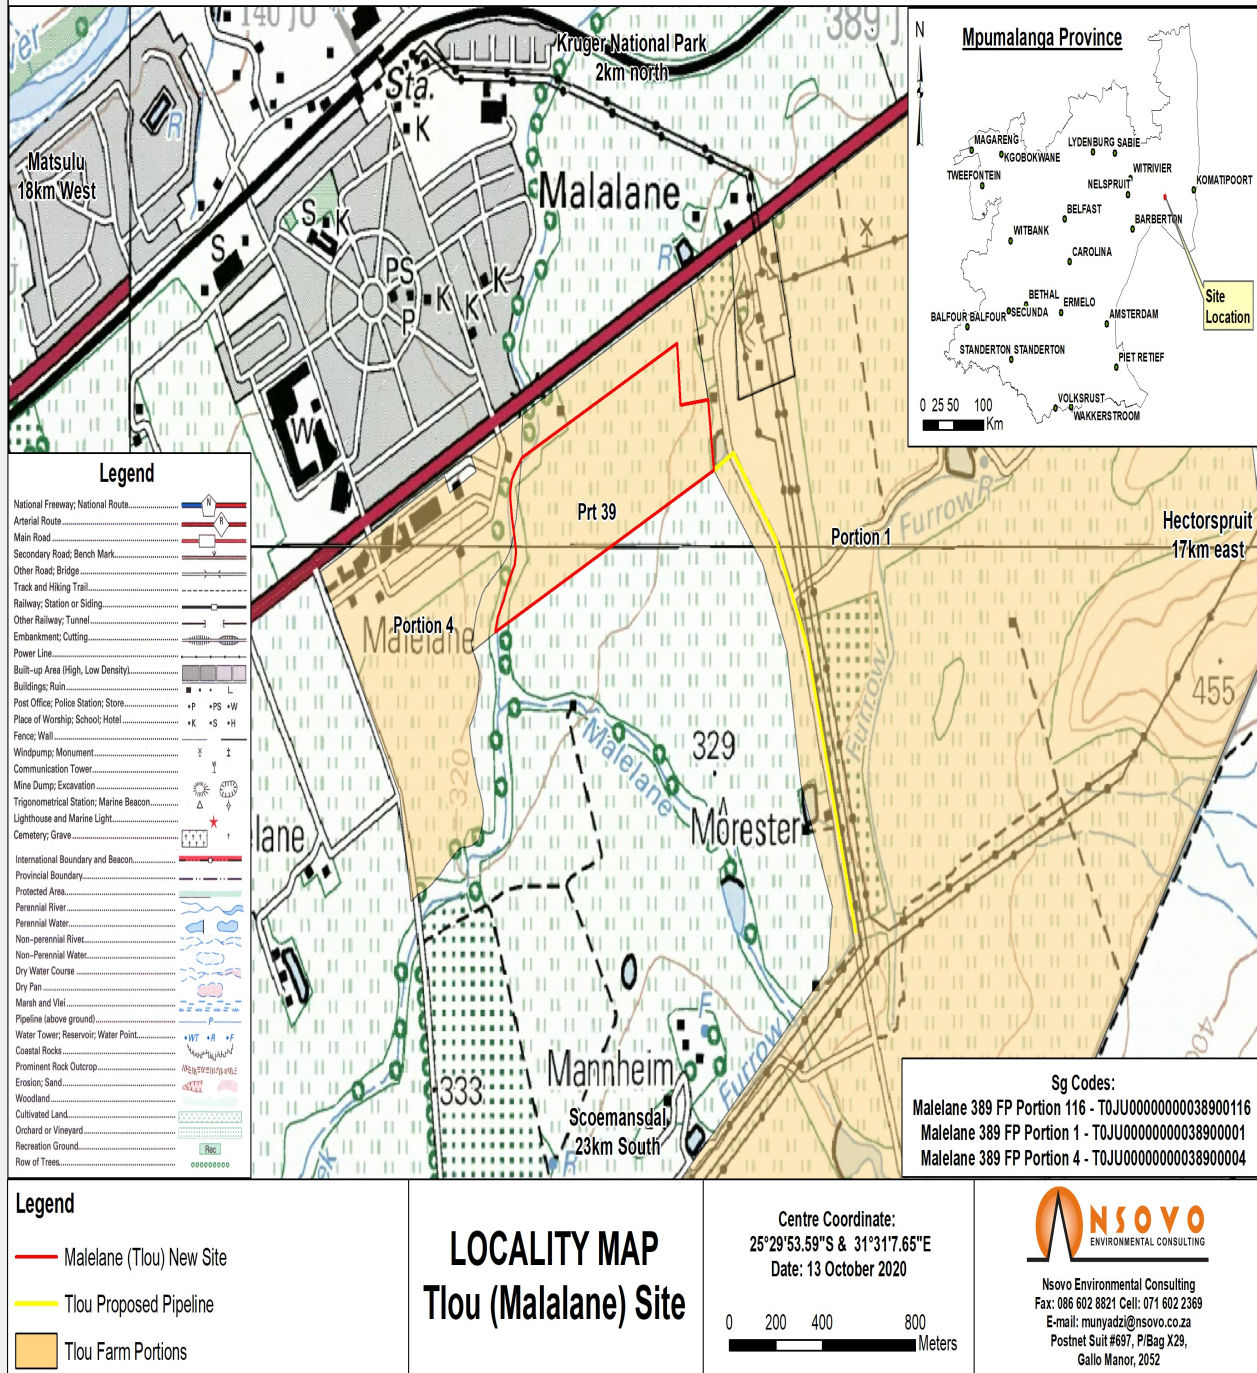 140 JU
389 J
Kruger National Park
2km north
Sta.
K
R
Matsulu
18km West
Malalane
S
K
S
R
PS
K
K
P
K
W
Prt 39
Portion 1
Furrow
R
Hectorspruit
17km east
Portion 4
Malelane
Furrow
455
320
Malelane
329
Morester
elane
333
Mannheim
F
Furrow
Scoemansdal
23km South
R
ek
400
N
Mpumalanga Province
MAGARENG
KGOBOKWANE
LYDENBURG
SABIE
TWEEFONTEIN
WITRIVIER
NELSPRUIT
KOMATIPOORT
BELFAST
BARBERTON
WITBANK
CAROLINA
Site
Location
BETHAL
ERMELO
BALFOUR BALFOUR
SECUNDA
AMSTERDAM
STANDERTON STANDERTON
PIET RETIEF
VOLKSRUST
WAKKERSTROOM
0 25 50 100
Km
Legend
National Freeway; National Route
N
Arterial Route
R
Main Road
Secondary Road; Bench Mark
Other Road; Bridge
Track and Hiking Trail
Railway; Station or Siding
Other Railway; Tunnel
Embankment; Cutting
Power Line
Built-up Area (High, Low Density)
Buildings; Ruin
Post Office; Police Station; Store
•P •PS •W
Place of Worship; School; Hotel
•K •S •H
Fence; Wall
Windpump; Monument
Communication Tower
Mine Dump; Excavation
Trigonometrical Station; Marine Beacon
Lighthouse and Marine Light
Cemetery; Grave
International Boundary and Beacon
Provincial Boundary
Protected Area
Perennial River
Perennial Water
Non-perennial River
Non-Perennial Water
Dry Water Course
Dry Pan
Marsh and Vlei
Pipeline (above ground)
P
Water Tower; Reservoir; Water Point
•WT •R •F
Coastal Rocks
Prominent Rock Outcrop
Erosion; Sand
Woodland
Cultivated Land
Orchard or Vineyard
Recreation Ground
Rec
Row of Trees
Sg Codes:
Malelane 389 FP Portion 116 - T0JU00000000038900116
Malelane 389 FP Portion 1 - T0JU00000000038900001
Malelane 389 FP Portion 4 - T0JU00000000038900004
Legend
Malelane (Tlou) New Site
Tlou Proposed Pipeline
Tlou Farm Portions
LOCALITY MAP
Tlou (Malalane) Site
Centre Coordinate:
25°29'53.59"S & 31°31'7.65"E
Date: 13 October 2020
0 200 400 800
Meters
NSOVO
ENVIRONMENTAL CONSULTING
Nsovo Environmental Consulting
Fax: 086 602 8821 Cell: 071 602 2369
E-mail: munyadzi@nsovo.co.za
Postnet Suit #697, P/Bag X29,
Gallo Manor, 2052